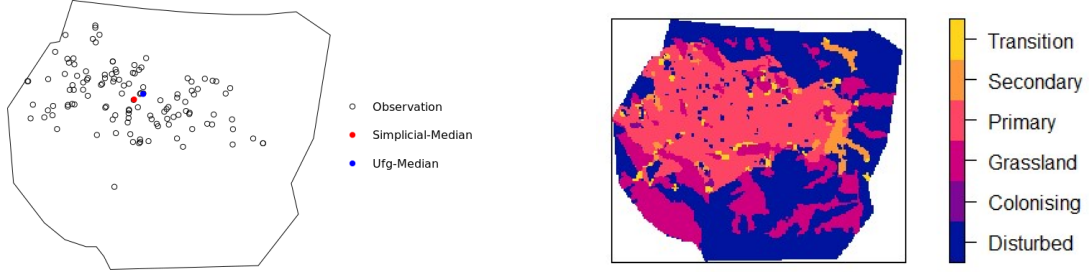 Observation
Simplicial-Median
Ufg-Median
Transition
Secondary
Primary
Grassland
Colonising
Disturbed